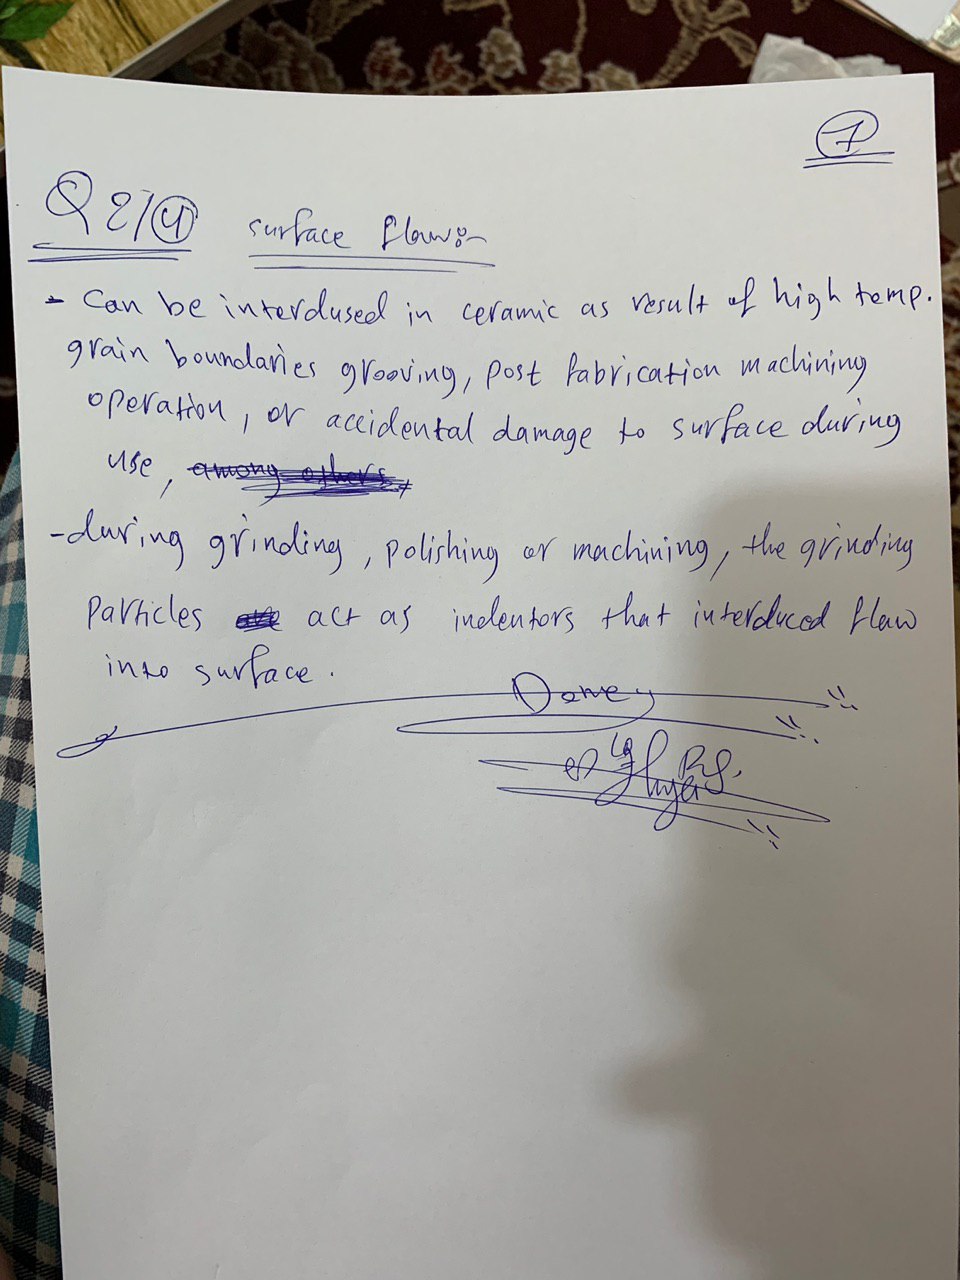 7
Q2/4 surface flaw:-
- Can be interdused in ceramic as result of high temp.
grain boundaries grooving, post fabrication machining
operation, or accidental damage to surface during
use, among others,
- during grinding, polishing or machining, the grinding
particles are act as indentors that interduced flaw
into surface.